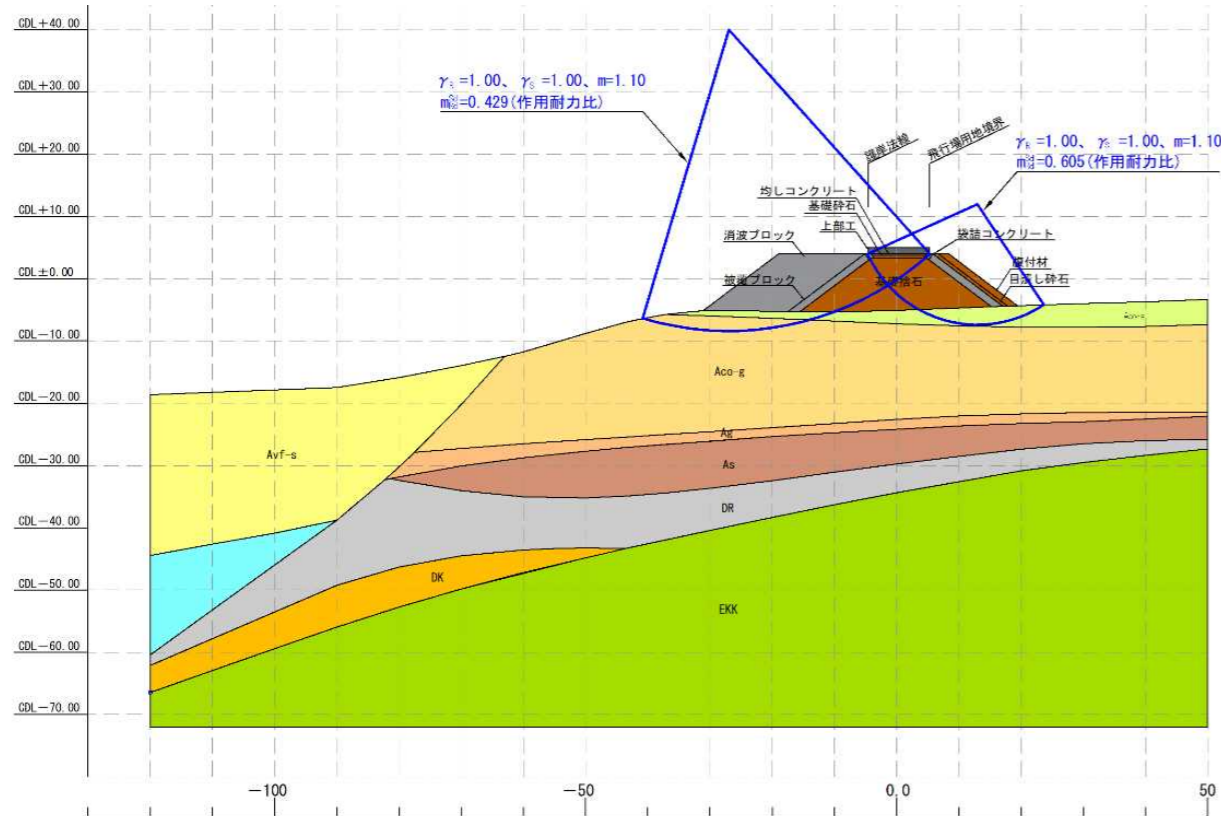 CDL+40.00
CDL+30.00
CDL+20.00
CDL+10.00
CDL±0.00
CDL-10.00
CDL-20.00
CDL-30.00
CDL-40.00
CDL-50.00
CDL-60.00
CDL-70.00
=1.00、
=1.00、m=1.10
=0.429(作用耐力比)
=1.00、
=1.00、m=1.10
=0.605(作用耐力比)
護岸法線
飛行場用地境界
均しコンクリート
基礎砕石
上部工
消波ブロック
被覆ブロック
基礎捨石
袋詰コンクリート
腹付材
目潰し砕石
Aco-g
Ag
As
Avf-s
DR
DK
EKK
-100
-50
0.0
50